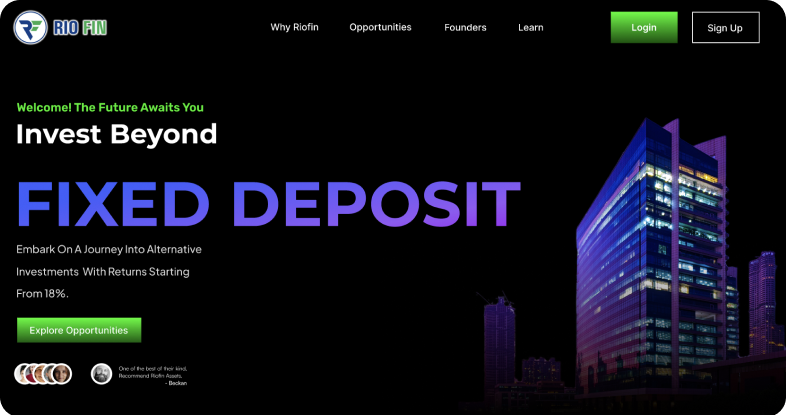 RIO FIN
Why Riofin
Opportunities
Founders
Learn
Login
Sign Up
Welcome! The Future Awaits You
Invest Beyond
FIXED DEPOSIT
Embark On A Journey Into Alternative
Investments With Returns Starting
From 18%.
Explore Opportunities
One of the best of their kind,
Recommend Riofin Assets.
- Beckan